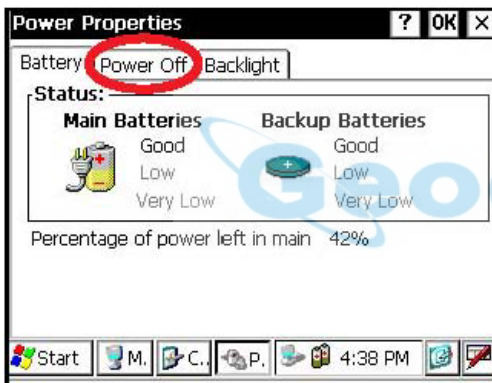 Power Properties ? OK ×
Battery Power Off Backlight
Status:
Main Batteries Backup Batteries
Good Good
Low Low
Very Low Very Low
Geo
Percentage of power left in main 42%
Start M. C.. P. 4:38 PM